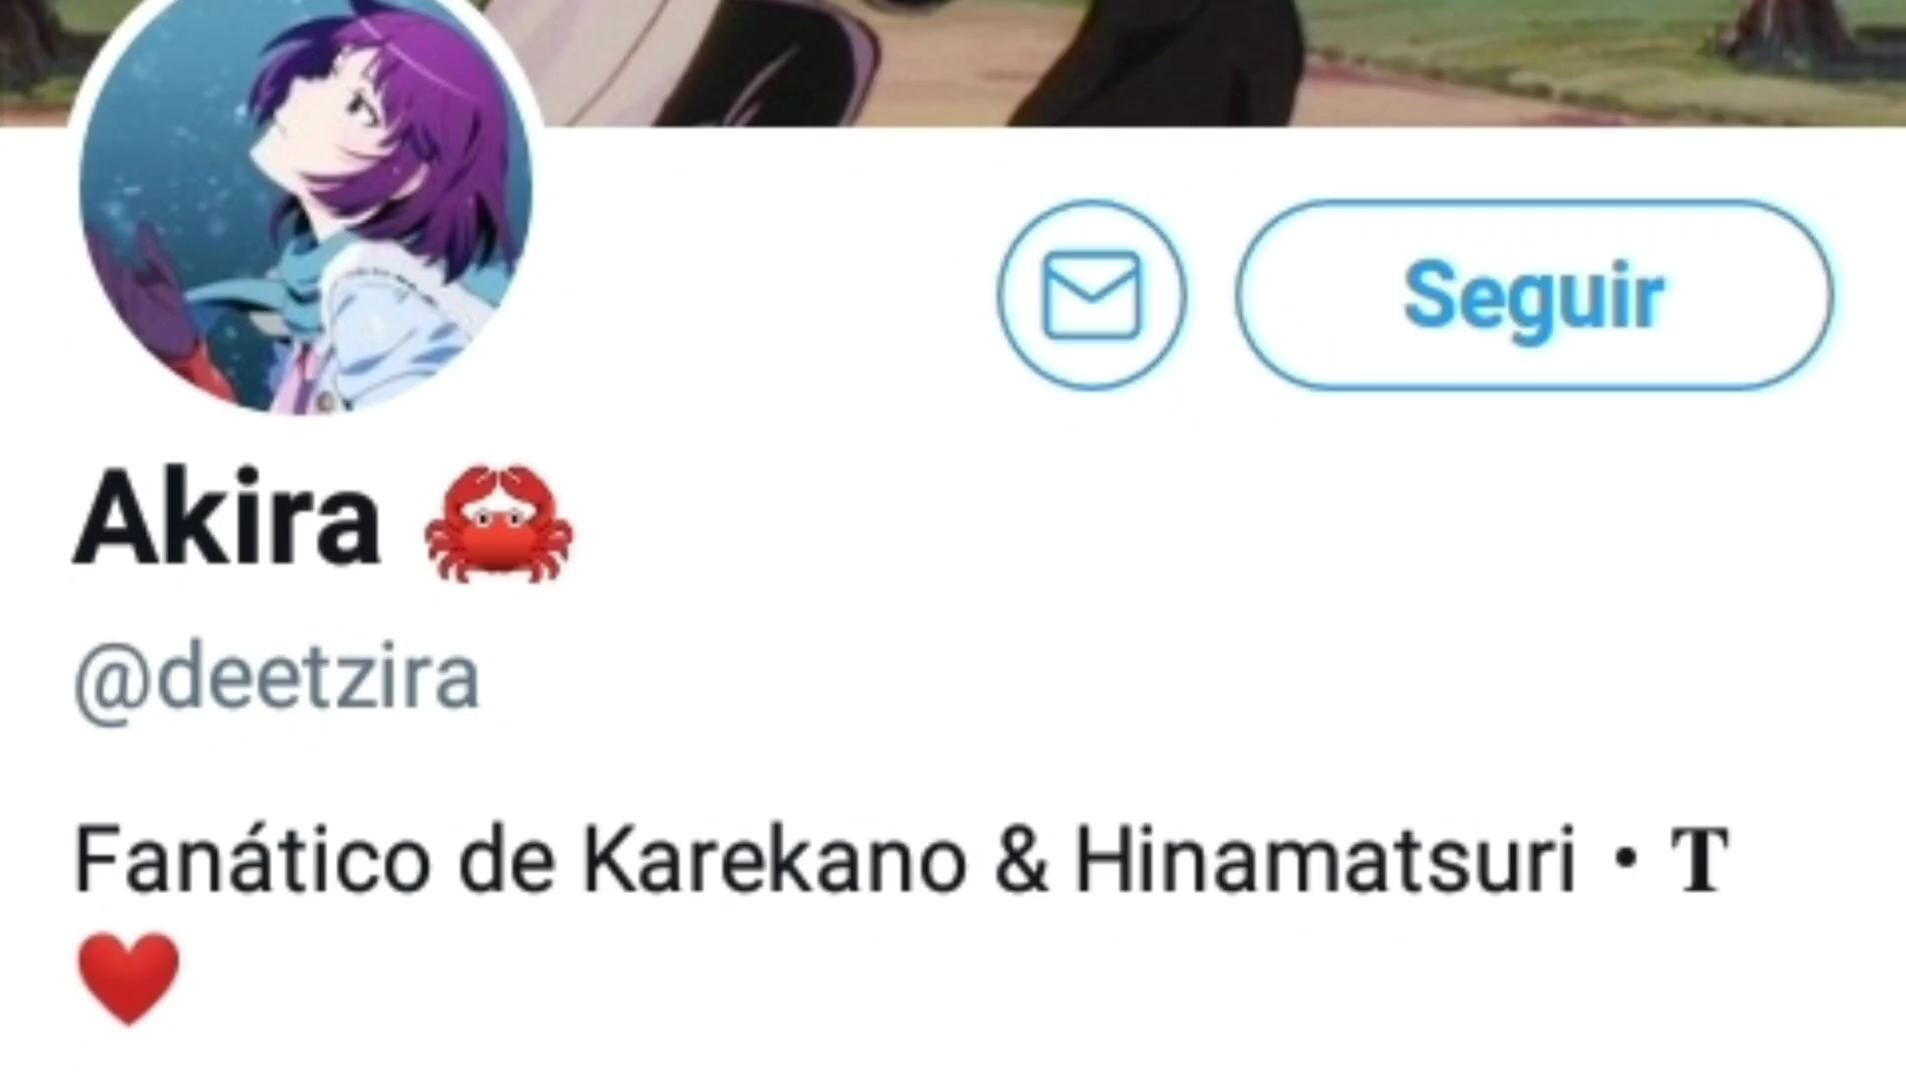 Seguir
Akira 🦀
@deetzira
Fanático de Karekano & Hinamatsuri • 𝐓
❤️